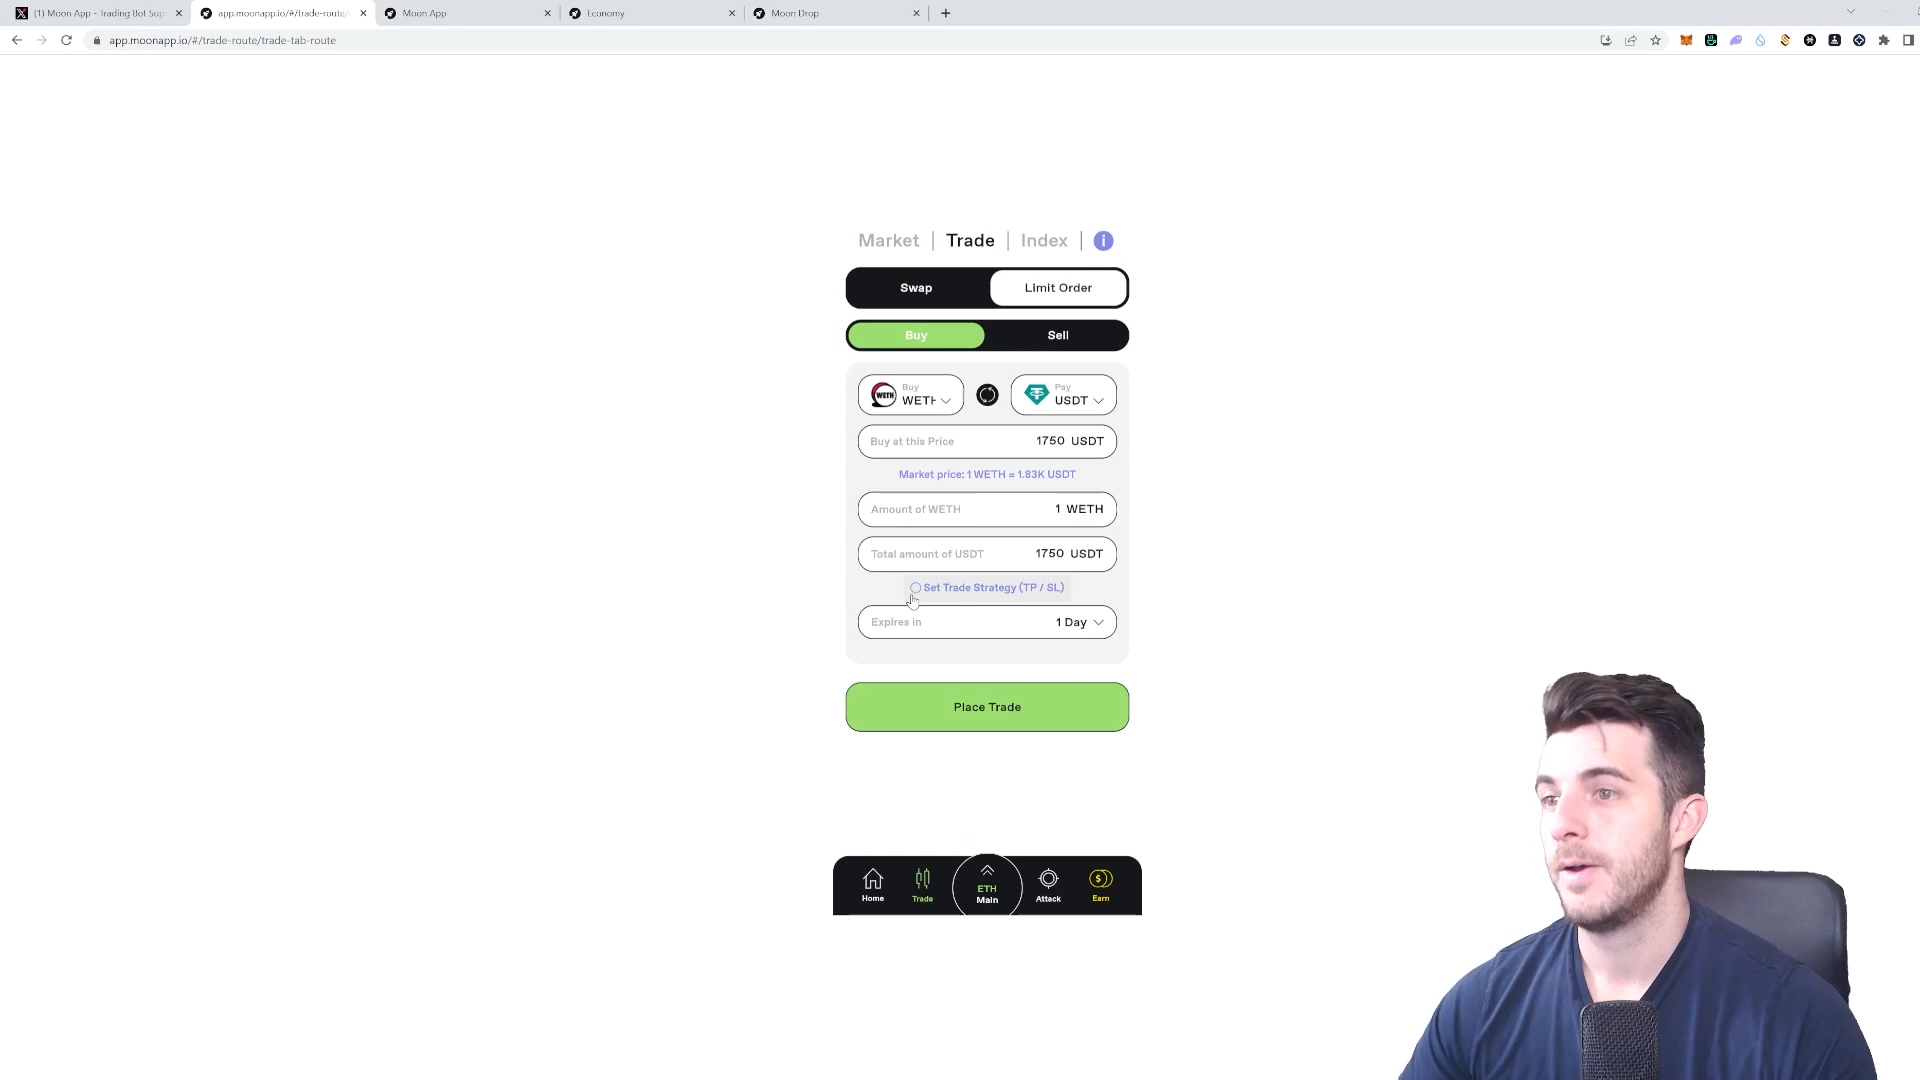 (1) Moon App - Trading Bot Sup
app.moonapp.io/#/trade-route/
Moon App
Economy
Moon Drop
app.moonapp.io/#/trade-route/trade-tab-route
Market | Trade | Index | i
Swap Limit Order
Buy Sell
Buy Pay
WETH USDT
Buy at this Price 1750 USDT
Market price: 1 WETH ≈ 1.83K USDT
Amount of WETH 1 WETH
Total amount of USDT 1750 USDT
Set Trade Strategy (TP / SL)
Expires in 1 Day
Place Trade
ETH
Home Trade Main Attack Earn